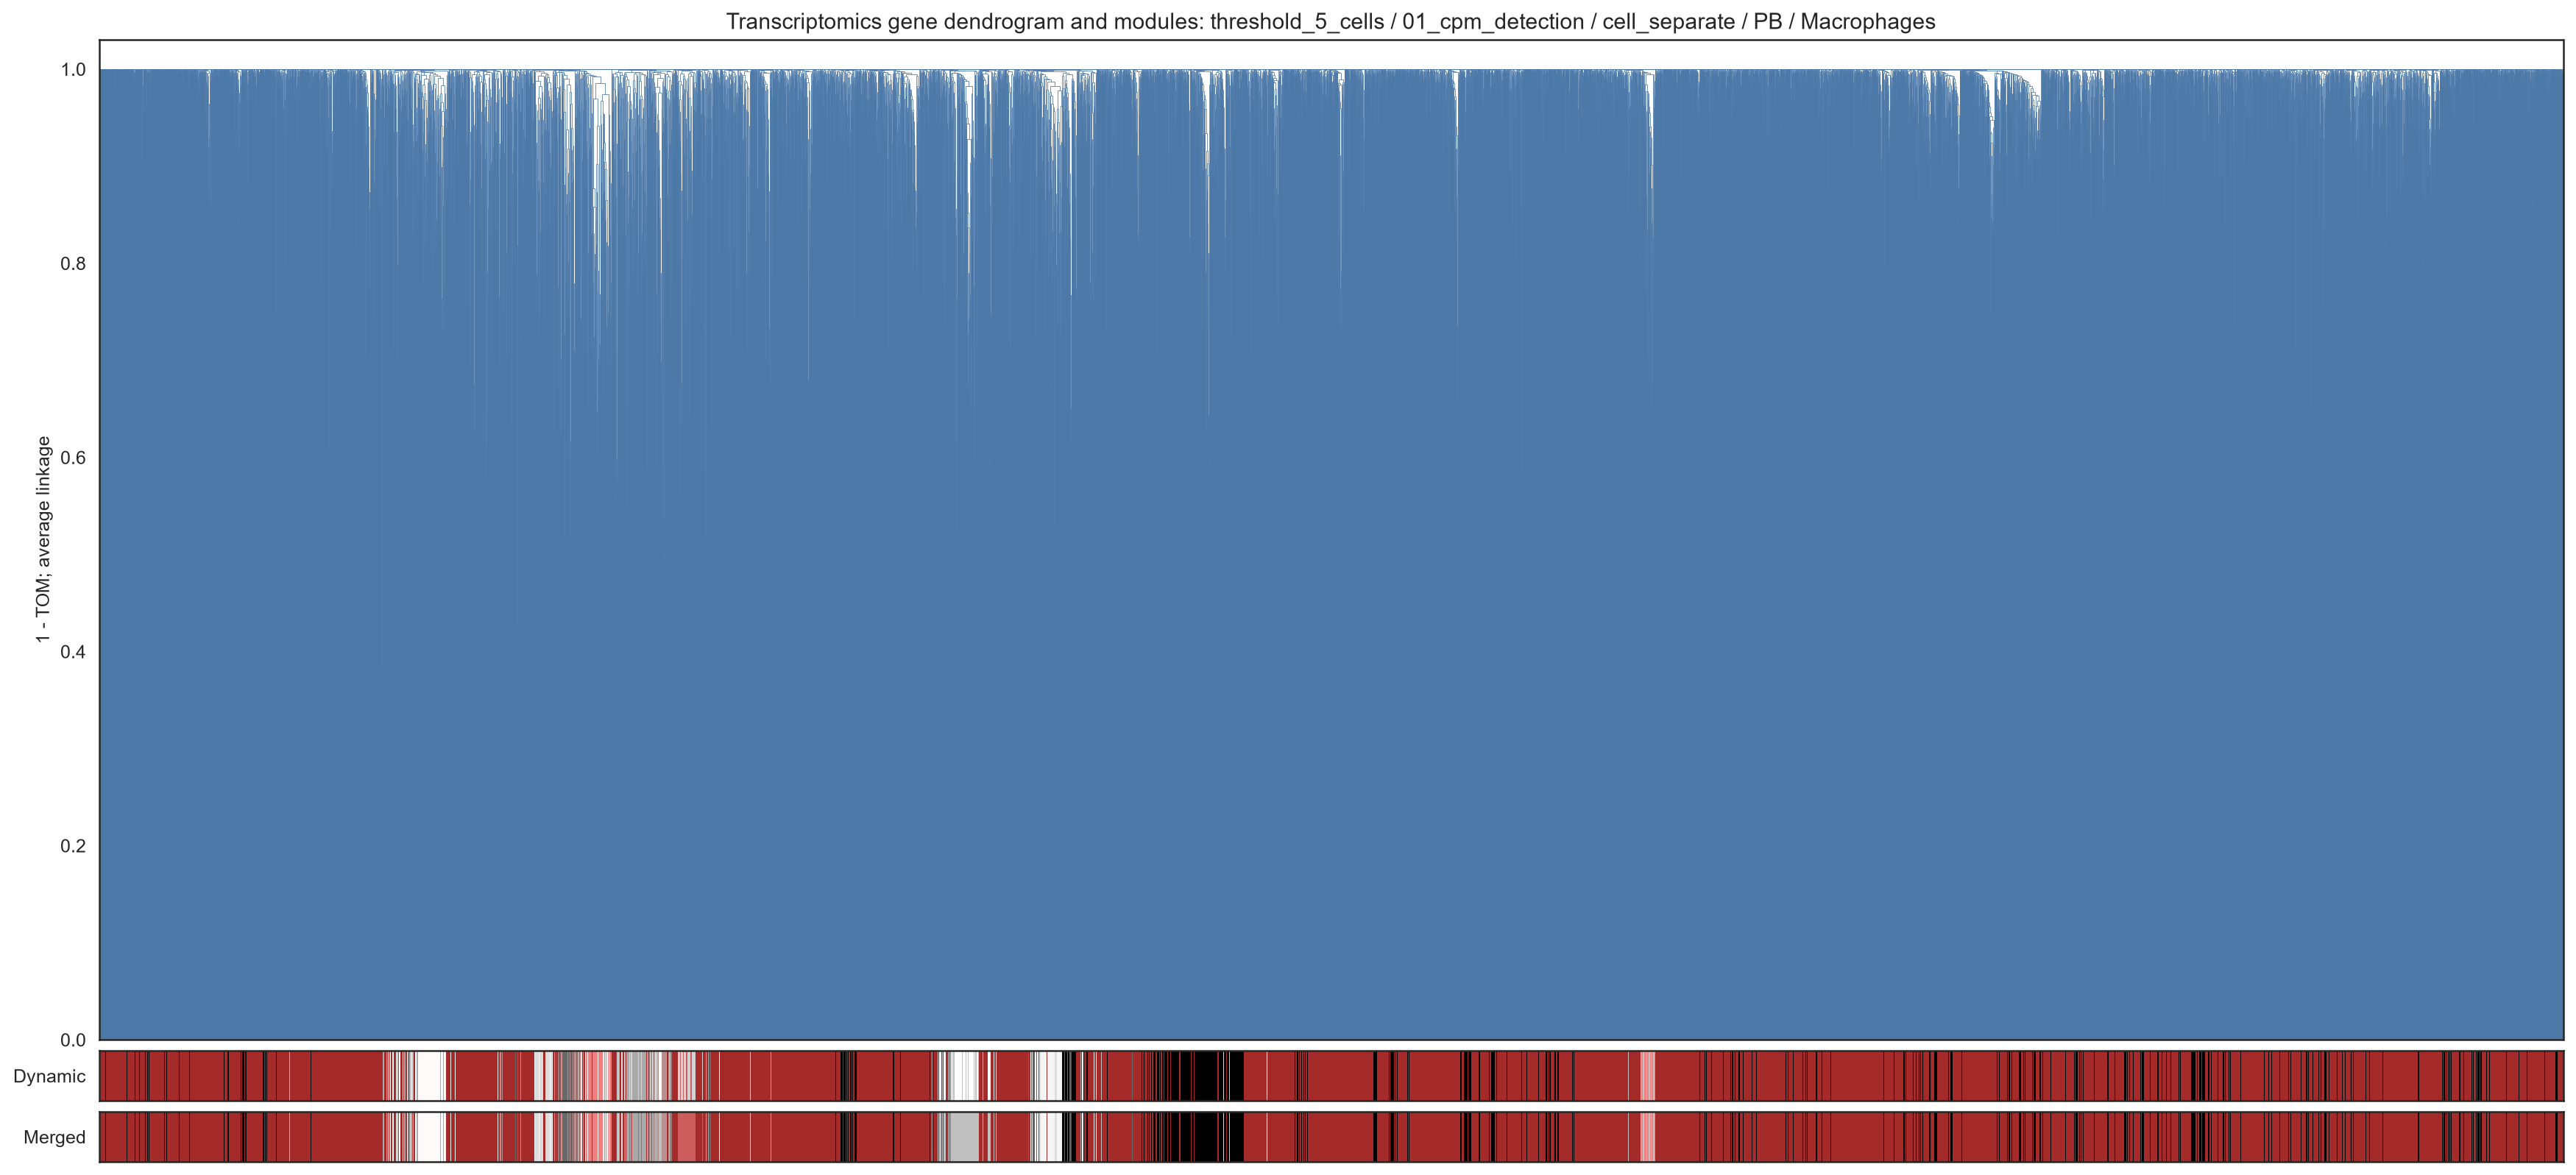 Transcriptomics gene dendrogram and modules: threshold_5_cells / 01_cpm_detection / cell_separate / PB / Macrophages
1 - TOM; average linkage
1.0
0.8
0.6
0.4
0.2
0.0
Dynamic
Merged